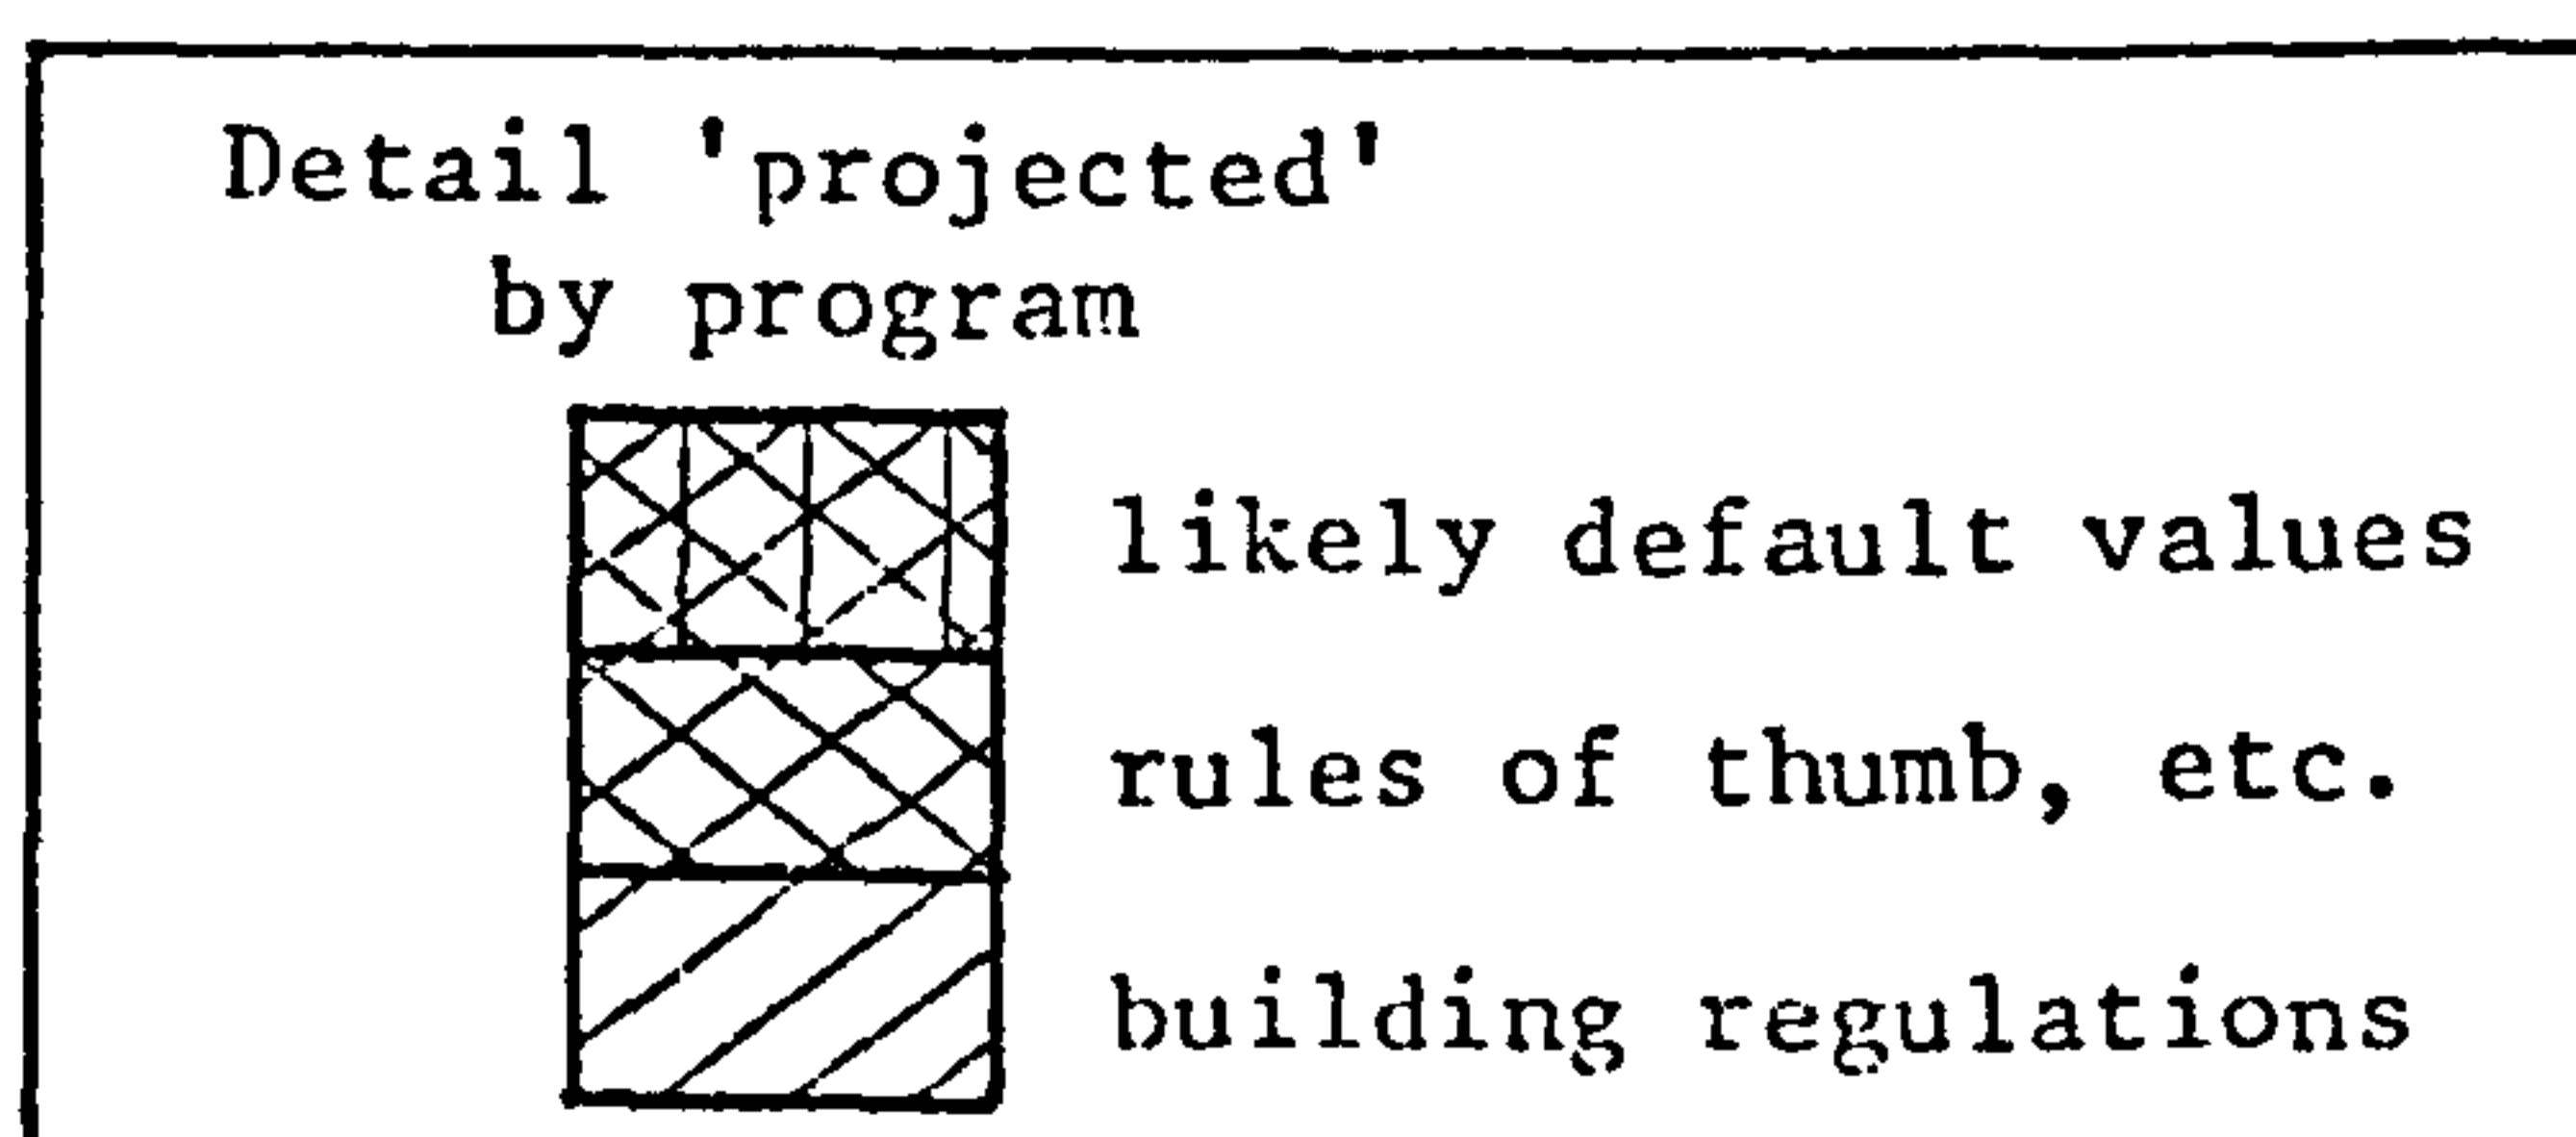 Detail 'projected'
by program
likely default values
rules of thumb, etc.
building regulations